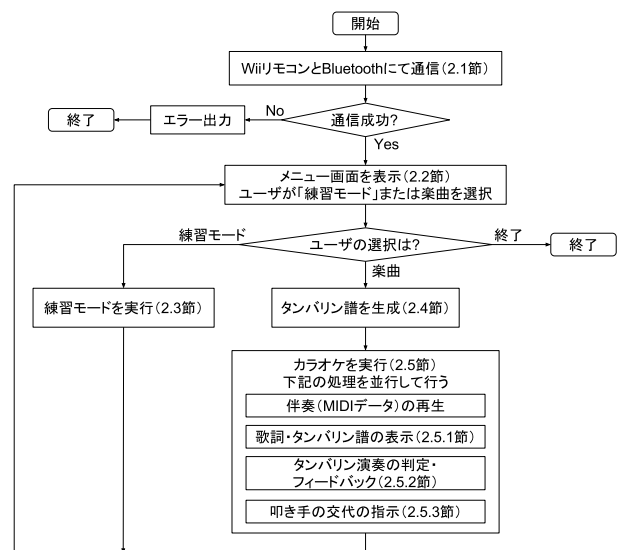 開始
WiiリモコンとBluetoothにて通信(2.1節)
終了
エラー出力
No
通信成功?
Yes
メニュー画面を表示(2.2節)
ユーザが「練習モード」または楽曲を選択
練習モード
ユーザの選択は?
終了
終了
楽曲
練習モードを実行(2.3節)
タンバリン譜を生成(2.4節)
カラオケを実行(2.5節)
下記の処理を並行して行う
伴奏(MIDIデータ)の再生
歌詞・タンバリン譜の表示(2.5.1節)
タンバリン演奏の判定・
フィードバック(2.5.2節)
叩き手の交代の指示(2.5.3節)